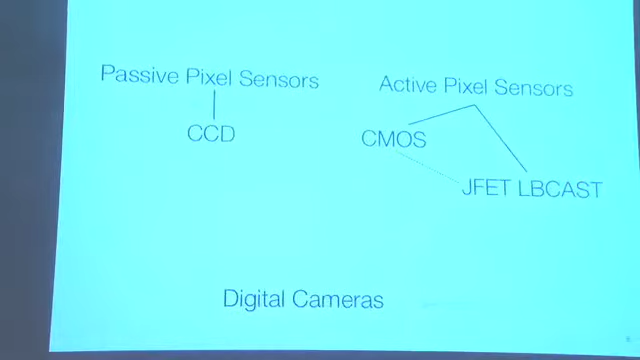 Passive Pixel Sensors
Active Pixel Sensors
CCD
CMOS
JFET LBCAST
Digital Cameras